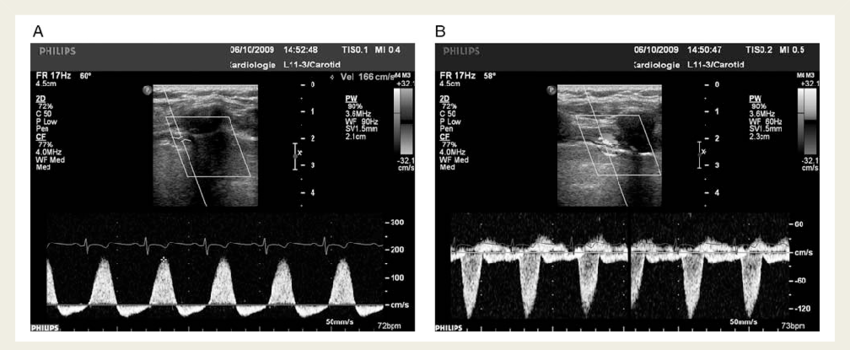 A
PHILIPS
06/10/2009 14:52:48 TIS0.1 MI 0.4
Kardiologie L11-3/Carotid
FR 17Hz 60°
4.5cm
Vel 166 cm/s
M4 M3
+32.1
2D
72%
C 50
P Low
Pen
CF
77%
4.0MHz
WF Med
Med
P
0
1
2
3
4
PW
90%
3.6MHz
WF 90Hz
SV1.5mm
2.1cm
-32.1
cm/s
300
200
100
cm/s
PHILIPS
50mm/s
72bpm
B
PHILIPS
06/10/2009 14:50:47 TIS0.2 MI 0.5
Kardiologie L11-3/Carotid
FR 17Hz 58°
4.5cm
M4 M3
+32.1
2D
72%
C 50
P Low
Pen
CF
77%
4.0MHz
WF Med
Med
P
0
1
2
3
4
PW
90%
3.6MHz
WF 60Hz
SV1.5mm
2.3cm
-32.1
cm/s
60
cm/s
-60
-120
PHILIPS
50mm/s
73bpm